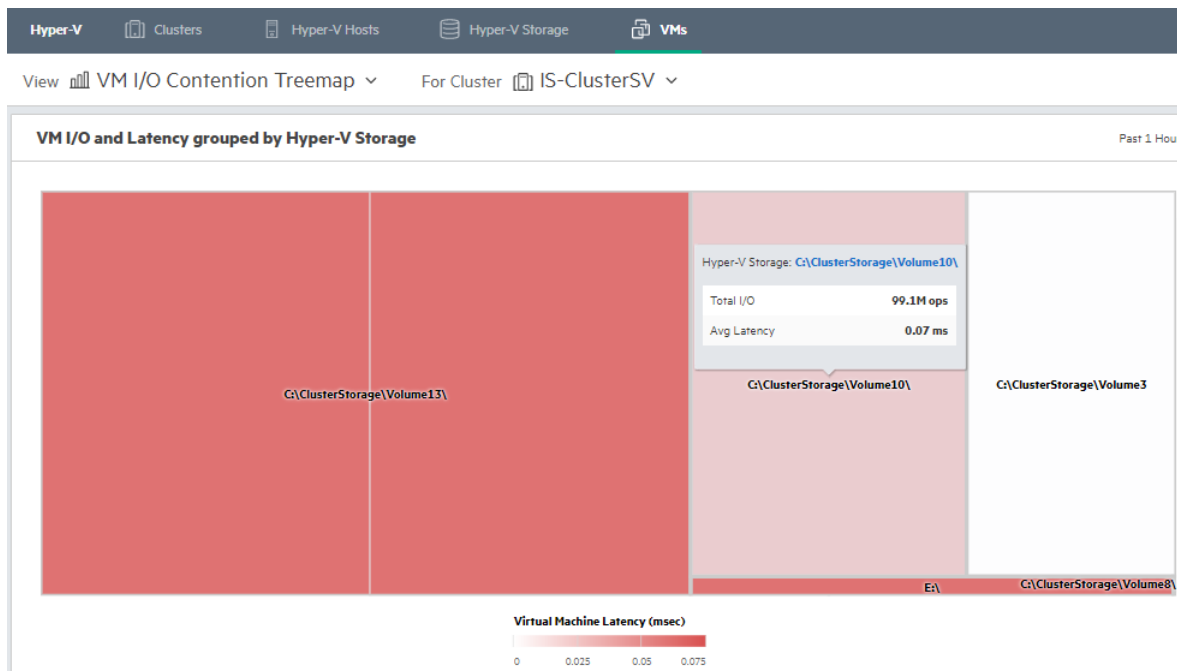 Hyper-V Clusters Hyper-V Hosts Hyper-V Storage VMs
View VM I/O Contention Treemap For Cluster IS-ClusterSV
VM I/O and Latency grouped by Hyper-V Storage Past 1 Hou
Hyper-V Storage: C:\ClusterStorage\Volume10\
Total I/O 99.1M ops
Avg Latency 0.07 ms
C:\ClusterStorage\Volume13\ C:\ClusterStorage\Volume10\ C:\ClusterStorage\Volume3
E:\ C:\ClusterStorage\Volume8\
Virtual Machine Latency (msec)
0 0.025 0.05 0.075